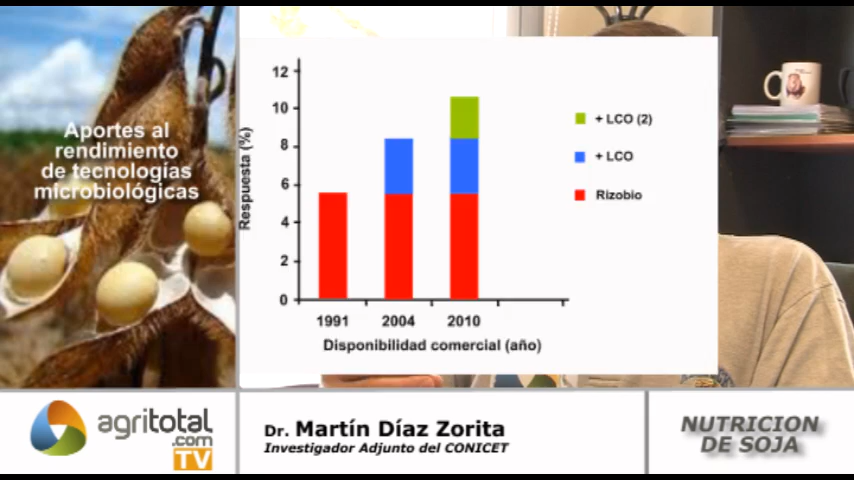 Aportes al
rendimiento
de tecnologías
microbiológicas
Respuesta (%)
12
10
8
6
4
2
0
1991 2004 2010
Disponibilidad comercial (año)
+ LCO (2)
+ LCO
Rizobio
agritotal
.com
TV
Dr. Martín Díaz Zorita
Investigador Adjunto del CONICET
NUTRICION
DE SOJA